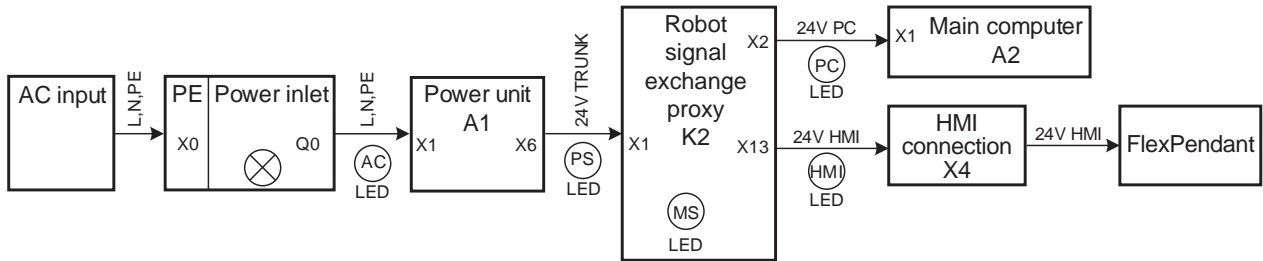 AC input
L,N,PE
PE
Power inlet
X0
Q0
L,N,PE
AC
LED
Power unit
A1
X1
X6
24V TRUNK
PS
LED
Robot
signal
exchange
proxy
K2
X1
X2
X13
MS
LED
24V PC
PC
LED
X1
Main computer
A2
24V HMI
HMI
LED
HMI
connection
X4
24V HMI
FlexPendant